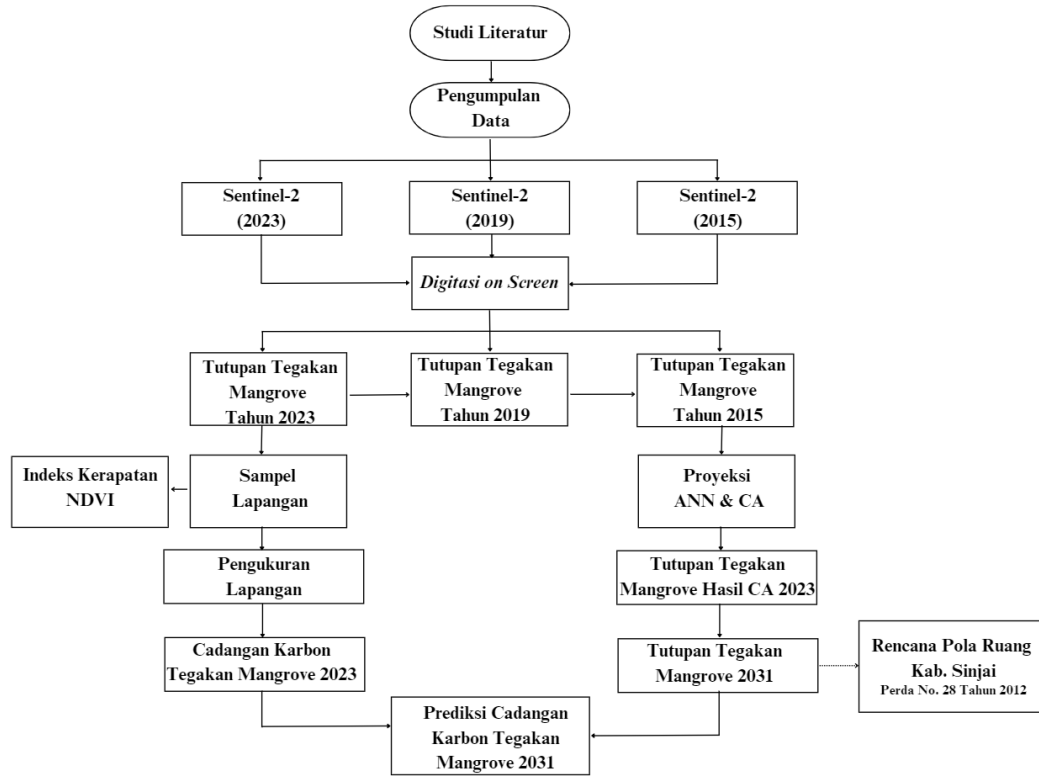 Studi Literatur
Pengumpulan
Data
Sentinel-2
(2023)
Sentinel-2
(2019)
Sentinel-2
(2015)
Digitasi on Screen
Tutupan Tegakan
Mangrove
Tahun 2023
Tutupan Tegakan
Mangrove
Tahun 2019
Tutupan Tegakan
Mangrove
Tahun 2015
Indeks Kerapatan
NDVI
Sampel
Lapangan
Proyeksi
ANN & CA
Pengukuran
Lapangan
Tutupan Tegakan
Mangrove Hasil CA 2023
Cadangan Karbon
Tegakan Mangrove 2023
Tutupan Tegakan
Mangrove 2031
Rencana Pola Ruang
Kab. Sinjai
Perda No. 28 Tahun 2012
Prediksi Cadangan
Karbon Tegakan
Mangrove 2031